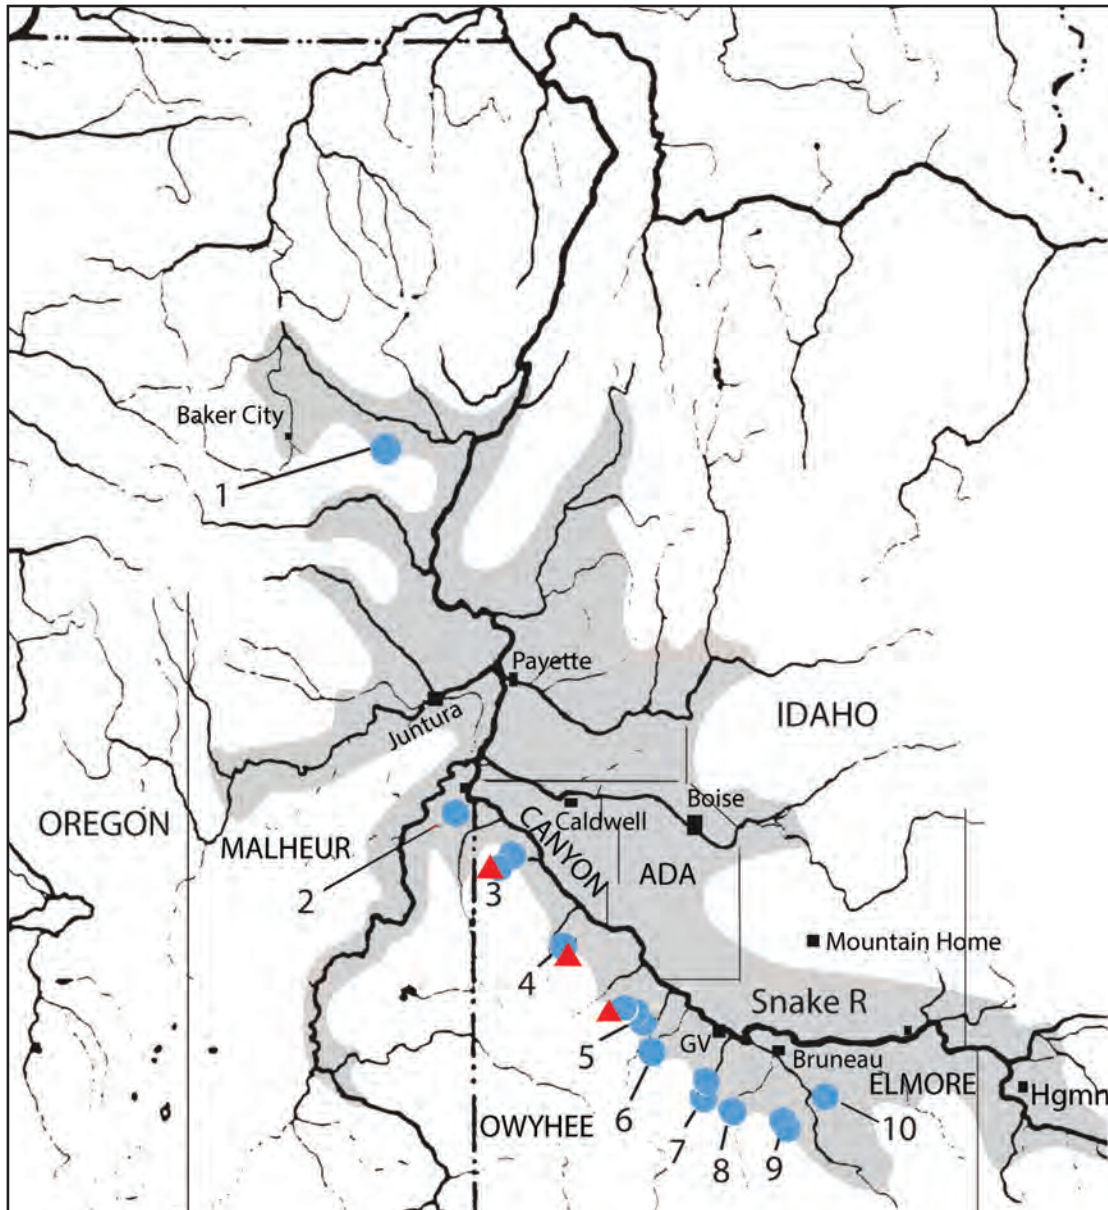 Baker City
1
Payette
IDAHO
Juntura
Boise
OREGON
Caldwell
CANYON
MALHEUR
ADA
2
3
Mountain Home
4
Snake R
5
GV
Bruneau
ELMORE
Hgmn
6
OWYHEE
7
8
9
10